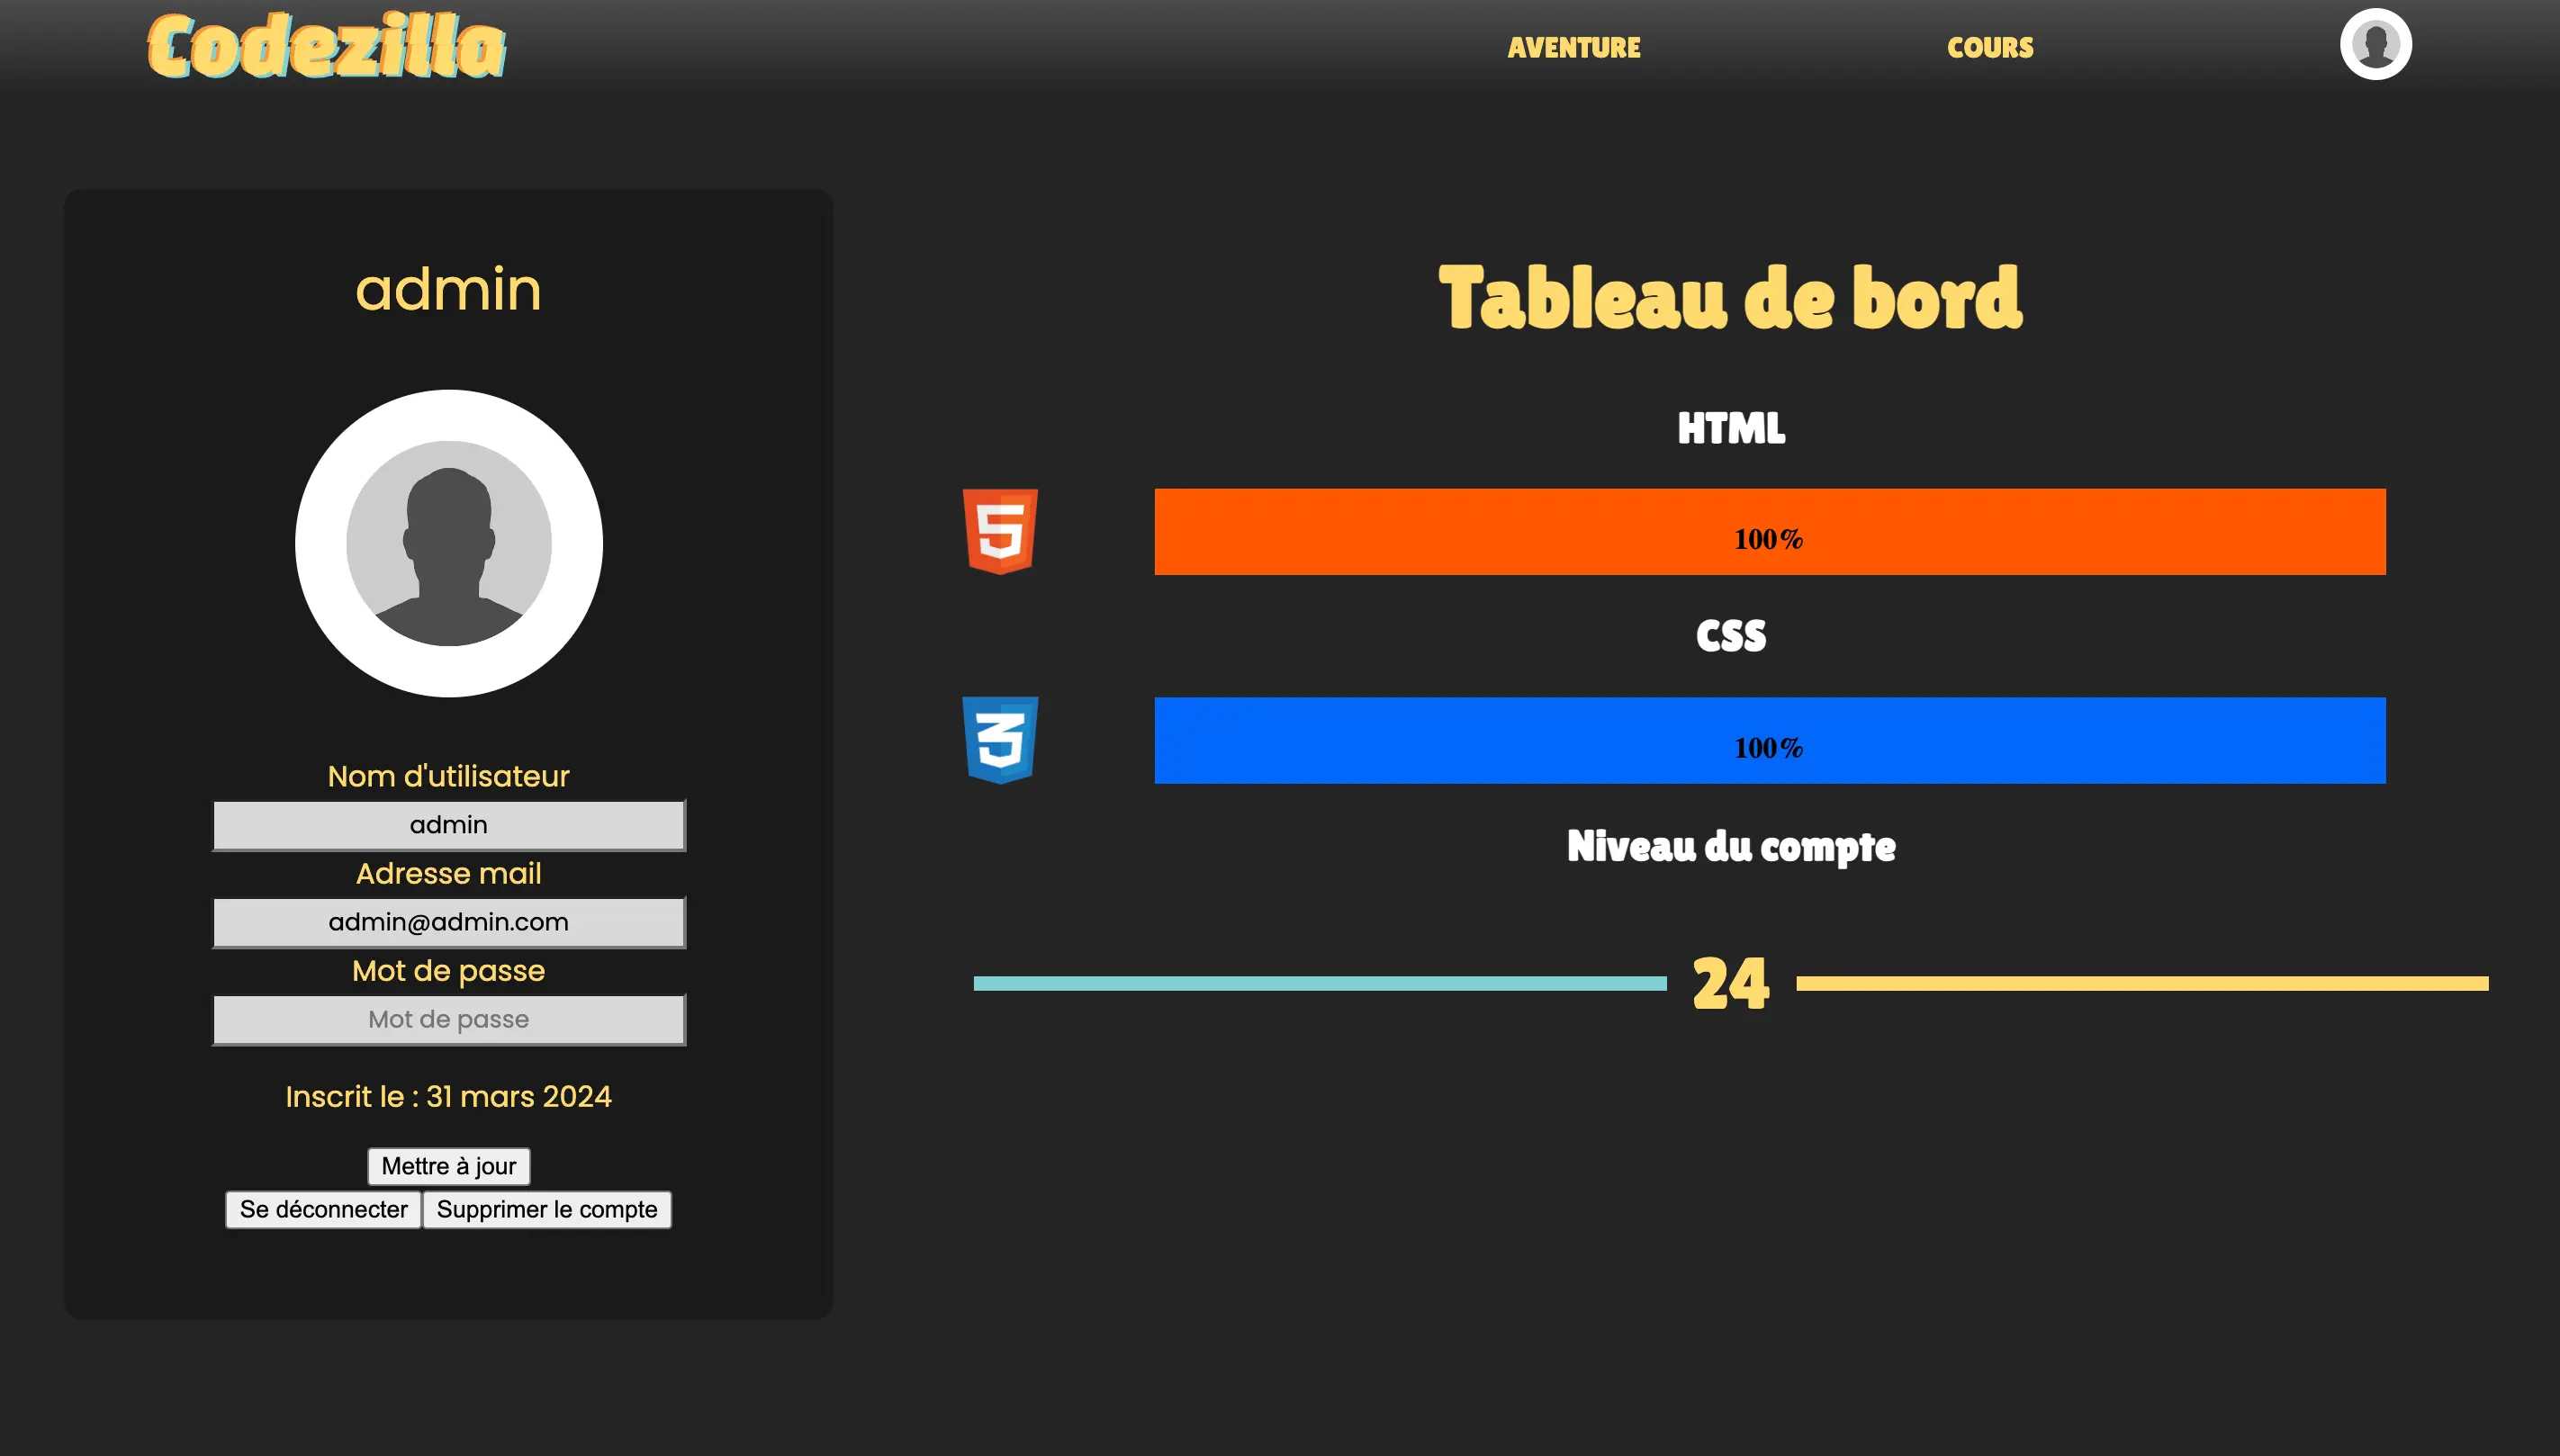 Codezilla
AVENTURE
COURS
admin
Nom d'utilisateur
admin
Adresse mail
admin@admin.com
Mot de passe
Mot de passe
Inscrit le : 31 mars 2024
Mettre à jour
Se déconnecter
Supprimer le compte
Tableau de bord
HTML
5
100%
CSS
3
100%
Niveau du compte
24